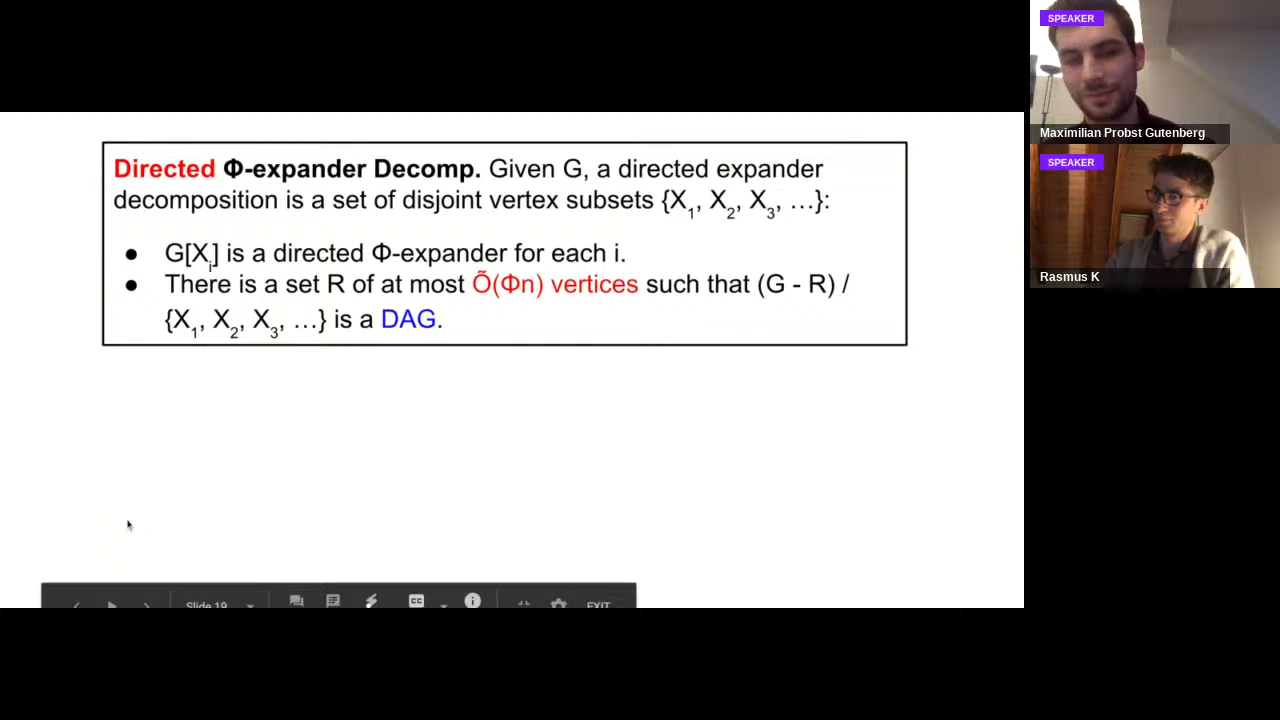 Directed Φ-expander Decomp. Given G, a directed expander
decomposition is a set of disjoint vertex subsets {X1, X2, X3, …}:
● G[Xi] is a directed Φ-expander for each i.
● There is a set R of at most Õ(Φn) vertices such that (G - R) /
{X1, X2, X3, …} is a DAG.
Slide 19
CC
EXIT
SPEAKER
Maximilian Probst Gutenberg
SPEAKER
Rasmus K